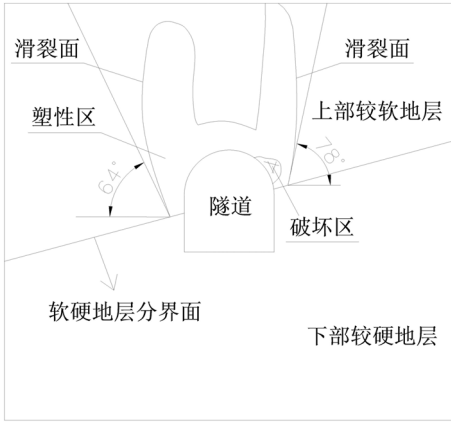 滑裂面
滑裂面
塑性区
上部较软地层
64°
78°
隧道
破坏区
软硬地层分界面
下部较硬地层